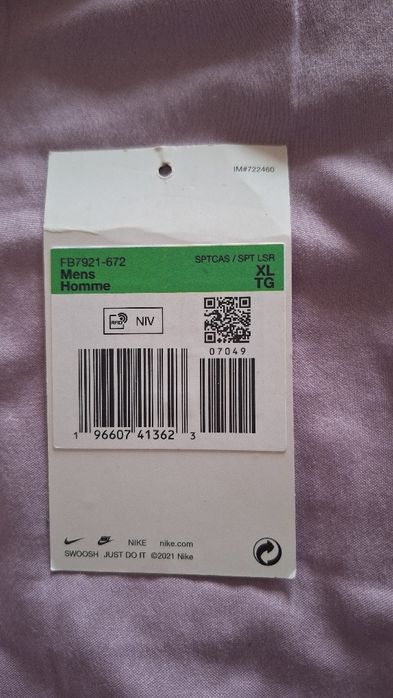 IM#722460
FB7921-672 SPTCAS / SPT LSR
Mens XL
Homme TG
RFID NIV
07049
1 96607 41362 3
NIKE nike.com
SWOOSH JUST DO IT ©2021 Nike